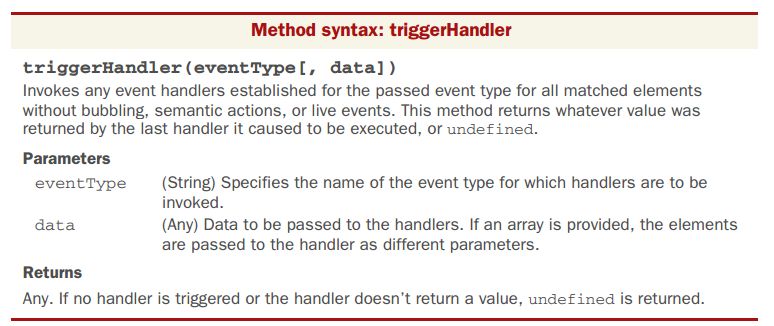 Method syntax: triggerHandler
triggerHandler(eventType[, data])
Invokes any event handlers established for the passed event type for all matched elements
without bubbling, semantic actions, or live events. This method returns whatever value was
returned by the last handler it caused to be executed, or undefined.
Parameters
eventType (String) Specifies the name of the event type for which handlers are to be
invoked.
data (Any) Data to be passed to the handlers. If an array is provided, the elements
are passed to the handler as different parameters.
Returns
Any. If no handler is triggered or the handler doesn't return a value, undefined is returned.